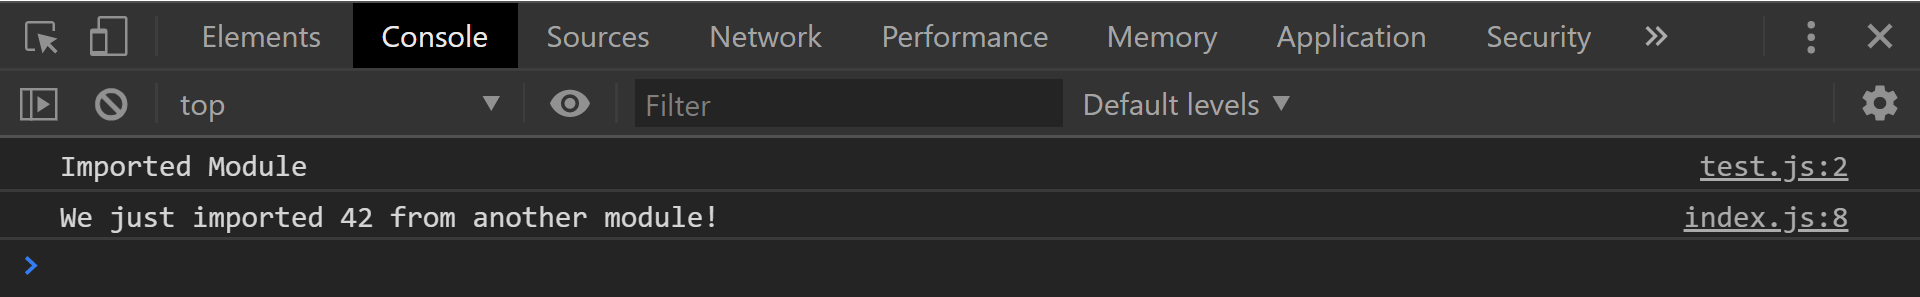 Elements Console Sources Network Performance Memory Application Security
top Filter Default levels
Imported Module test.js:2
We just imported 42 from another module! index.js:8